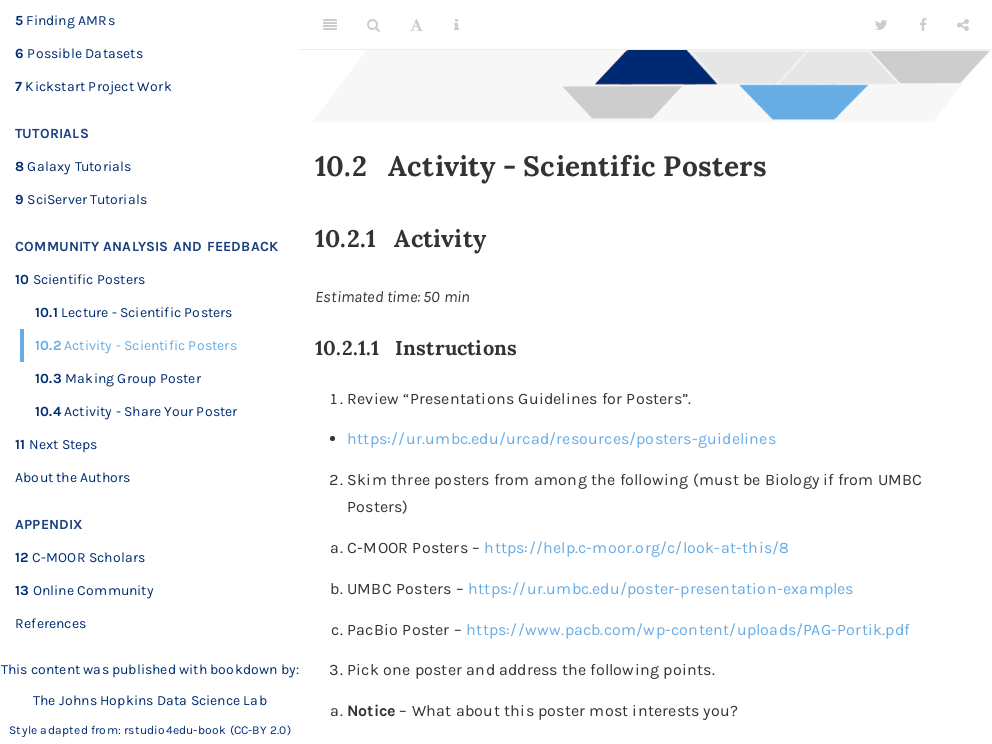 5 Finding AMRs
6 Possible Datasets
7 Kickstart Project Work
TUTORIALS
8 Galaxy Tutorials
9 SciServer Tutorials
COMMUNITY ANALYSIS AND FEEDBACK
10 Scientific Posters
10.1 Lecture - Scientific Posters
10.2 Activity - Scientific Posters
10.3 Making Group Poster
10.4 Activity - Share Your Poster
11 Next Steps
About the Authors
APPENDIX
12 C-MOOR Scholars
13 Online Community
References
This content was published with bookdown by:
The Johns Hopkins Data Science Lab
Style adapted from: rstudio4edu-book (CC-BY 2.0)
10.2 Activity - Scientific Posters
10.2.1 Activity
Estimated time: 50 min
10.2.1.1 Instructions
1. Review “Presentations Guidelines for Posters”.
• https://ur.umbc.edu/urcad/resources/posters-guidelines
2. Skim three posters from among the following (must be Biology if from UMBC
Posters)
a. C-MOOR Posters – https://help.c-moor.org/c/look-at-this/8
b. UMBC Posters – https://ur.umbc.edu/poster-presentation-examples
c. PacBio Poster – https://www.pacb.com/wp-content/uploads/PAG-Portik.pdf
3. Pick one poster and address the following points.
a. Notice – What about this poster most interests you?